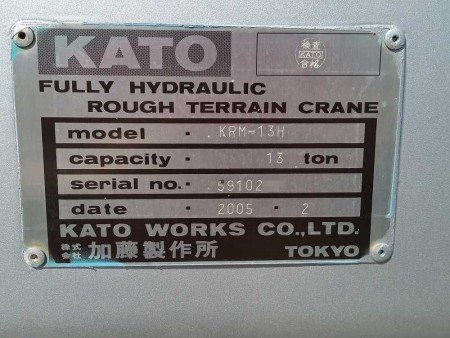 KATO
検査
KATO
合格
FULLY HYDRAULIC
ROUGH TERRAIN CRANE
model · KRM-13H
capacity · 13 ton
serial no. · 59102
date · 2005 · 2
KATO WORKS CO.,LTD.
株式会社 加藤製作所 TOKYO